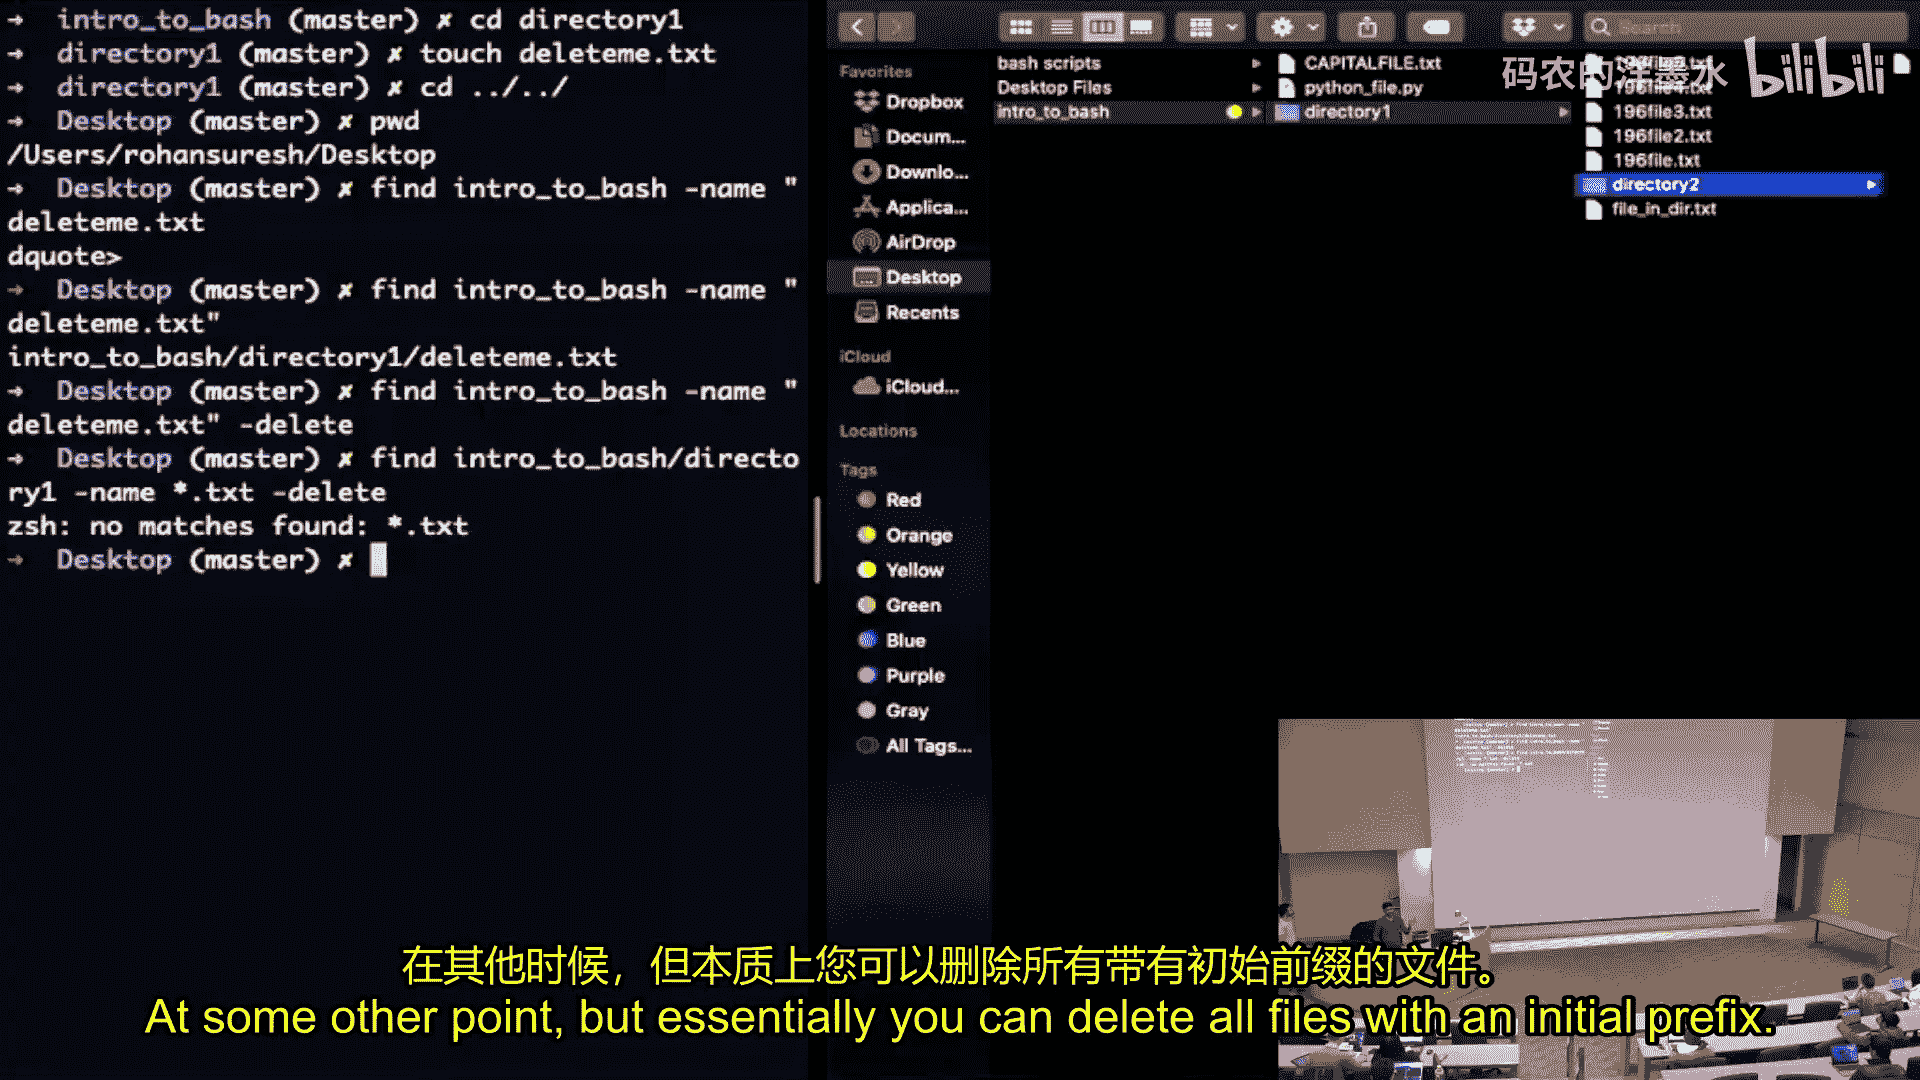 → intro_to_bash (master) ✗ cd directory1
→ directory1 (master) ✗ touch deleteme.txt
→ directory1 (master) ✗ cd ../../
→ Desktop (master) ✗ pwd
/Users/rohansuresh/Desktop
→ Desktop (master) ✗ find intro_to_bash -name "
deleteme.txt
dquote>
→ Desktop (master) ✗ find intro_to_bash -name "
deleteme.txt"
intro_to_bash/directory1/deleteme.txt
→ Desktop (master) ✗ find intro_to_bash -name "
deleteme.txt" -delete
→ Desktop (master) ✗ find intro_to_bash/directo
ry1 -name *.txt -delete
zsh: no matches found: *.txt
→ Desktop (master) ✗
Search
Favorites
Dropbox
Docum...
Downlo...
Applica...
AirDrop
Desktop
Recents
iCloud
iCloud...
Locations
Tags
Red
Orange
Yellow
Green
Blue
Purple
Gray
All Tags...
bash scripts
Desktop Files
intro_to_bash
CAPITALFILE.txt
python_file.py
directory1
196file3.txt
196file2.txt
196file.txt
directory2
file_in_dir.txt
码农的洋墨水 bilibili
在其他时候，但本质上您可以删除所有带有初始前缀的文件。
At some other point, but essentially you can delete all files with an initial prefix.